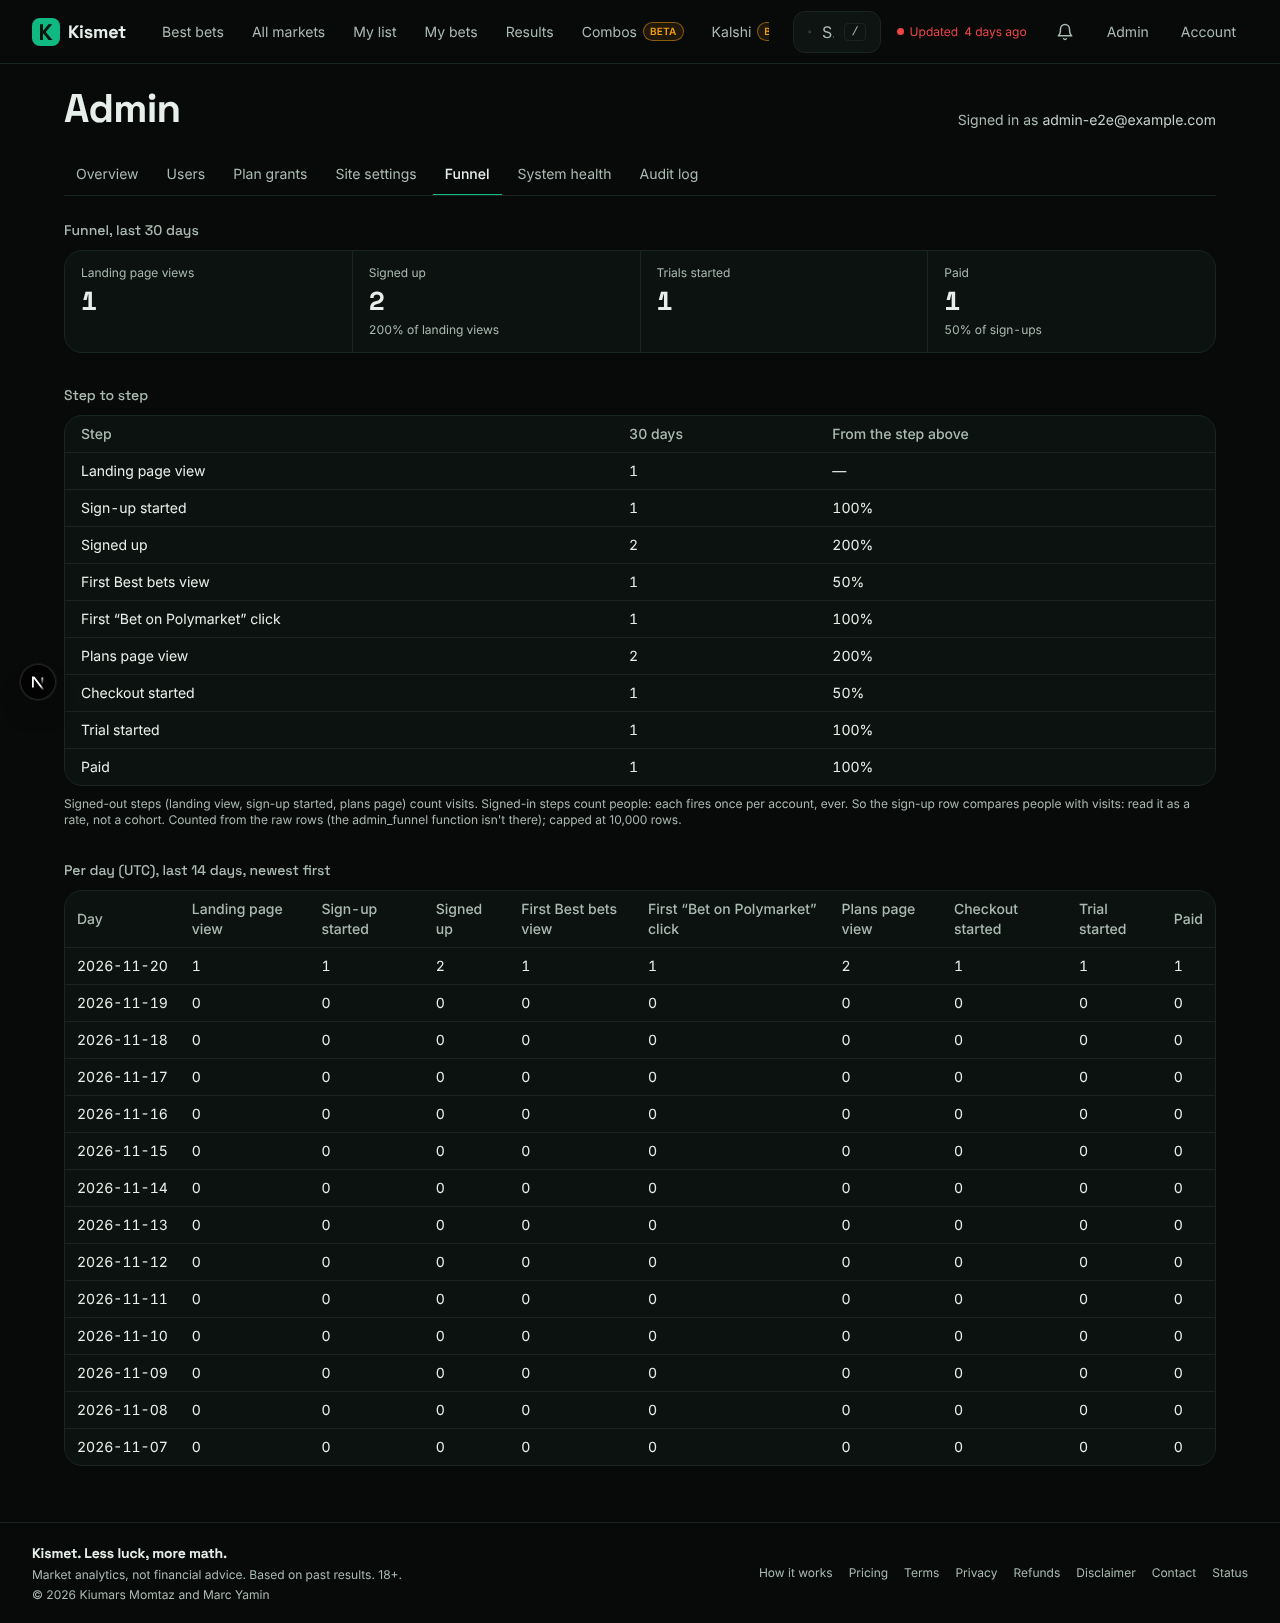 Kismet
Best bets
All markets
My list
My bets
Results
Combos BETA
Kalshi
S /
Updated 4 days ago
Admin
Account
Admin
Signed in as admin-e2e@example.com
Overview
Users
Plan grants
Site settings
Funnel
System health
Audit log
Funnel, last 30 days
Landing page views
1
Signed up
2
200% of landing views
Trials started
1
Paid
1
50% of sign-ups
Step to step
Step 30 days From the step above
Landing page view 1 —
Sign-up started 1 100%
Signed up 2 200%
First Best bets view 1 50%
First “Bet on Polymarket” click 1 100%
Plans page view 2 200%
Checkout started 1 50%
Trial started 1 100%
Paid 1 100%
Signed-out steps (landing view, sign-up started, plans page) count visits. Signed-in steps count people: each fires once per account, ever. So the sign-up row compares people with visits: read it as a
rate, not a cohort. Counted from the raw rows (the admin_funnel function isn't there); capped at 10,000 rows.
Per day (UTC), last 14 days, newest first
Day Landing page view Sign-up started Signed up First Best bets view First “Bet on Polymarket” click Plans page view Checkout started Trial started Paid
2026-11-20 1 1 2 1 1 2 1 1 1
2026-11-19 0 0 0 0 0 0 0 0 0
2026-11-18 0 0 0 0 0 0 0 0 0
2026-11-17 0 0 0 0 0 0 0 0 0
2026-11-16 0 0 0 0 0 0 0 0 0
2026-11-15 0 0 0 0 0 0 0 0 0
2026-11-14 0 0 0 0 0 0 0 0 0
2026-11-13 0 0 0 0 0 0 0 0 0
2026-11-12 0 0 0 0 0 0 0 0 0
2026-11-11 0 0 0 0 0 0 0 0 0
2026-11-10 0 0 0 0 0 0 0 0 0
2026-11-09 0 0 0 0 0 0 0 0 0
2026-11-08 0 0 0 0 0 0 0 0 0
2026-11-07 0 0 0 0 0 0 0 0 0
Kismet. Less luck, more math.
Market analytics, not financial advice. Based on past results. 18+.
© 2026 Kiumars Momtaz and Marc Yamin
How it works
Pricing
Terms
Privacy
Refunds
Disclaimer
Contact
Status